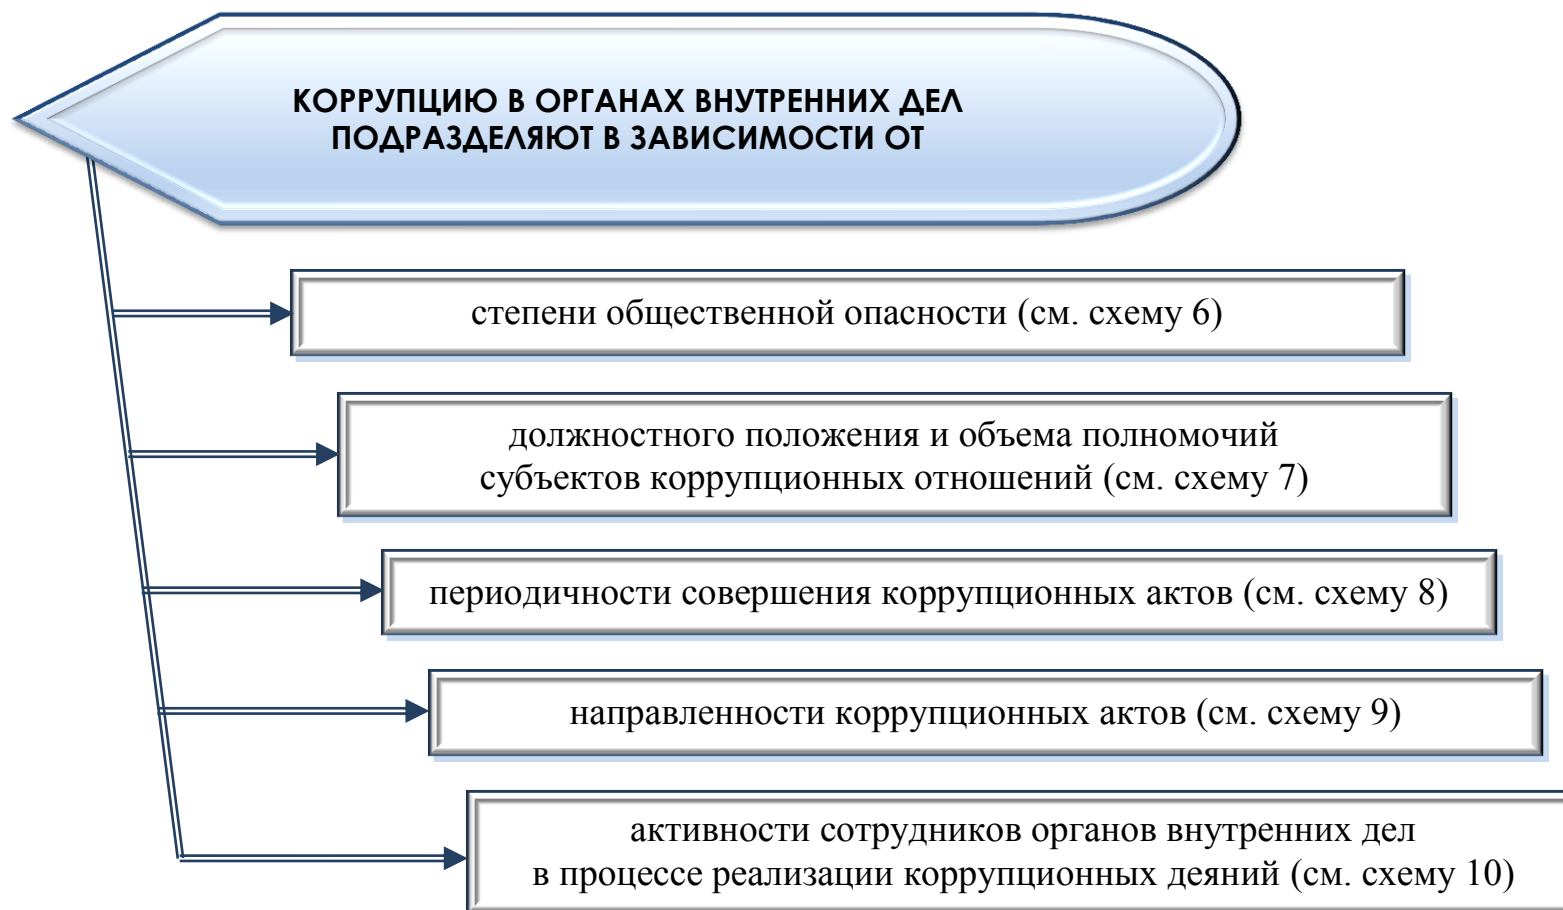 КОРРУПЦИЮ В ОРГАНАХ ВНУТРЕННИХ ДЕЛ
ПОДРАЗДЕЛЯЮТ В ЗАВИСИМОСТИ ОТ
степени общественной опасности (см. схему 6)
должностного положения и объема полномочий
субъектов коррупционных отношений (см. схему 7)
периодичности совершения коррупционных актов (см. схему 8)
направленности коррупционных актов (см. схему 9)
активности сотрудников органов внутренних дел
в процессе реализации коррупционных деяний (см. схему 10)